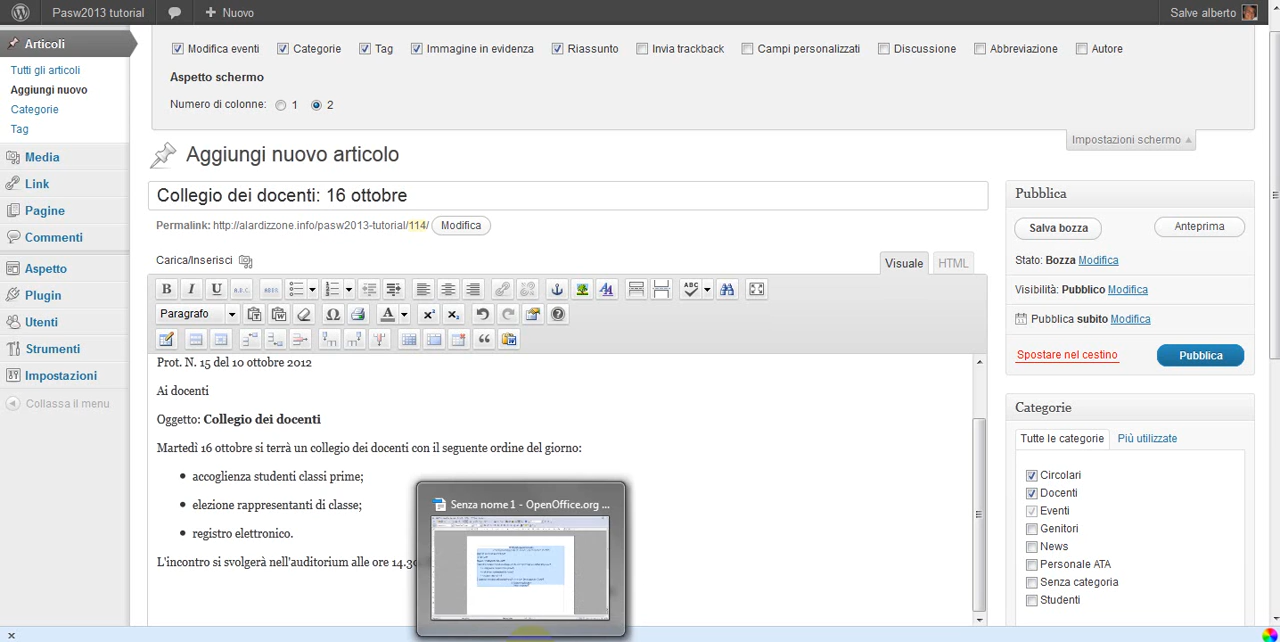 Pasw2013 tutorial
Nuovo
Salve alberto
Articoli
Tutti gli articoli
Aggiungi nuovo
Categorie
Tag
Media
Link
Pagine
Commenti
Aspetto
Plugin
Utenti
Strumenti
Impostazioni
Collassa il menu
Modifica eventi Categorie Tag Immagine in evidenza Riassunto Invia trackback Campi personalizzati Discussione Abbreviazione Autore
Aspetto schermo
Numero di colonne: 1 2
Impostazioni schermo
Aggiungi nuovo articolo
Collegio dei docenti: 16 ottobre
Permalink: http://alardizzone.info/pasw2013-tutorial/114/ Modifica
Carica/Inserisci
Visuale HTML
B I U A.B.C. ABBR
ABC
Paragrafo
Prot. N. 15 del 10 ottobre 2012
Ai docenti
Oggetto: Collegio dei docenti
Martedì 16 ottobre si terrà un collegio dei docenti con il seguente ordine del giorno:
accoglienza studenti classi prime;
elezione rappresentanti di classe;
registro elettronico.
L'incontro si svolgerà nell'auditorium alle ore 14.30
Senza nome 1 - OpenOffice.org ...
Pubblica
Salva bozza Anteprima
Stato: Bozza Modifica
Visibilità: Pubblico Modifica
Pubblica subito Modifica
Spostare nel cestino Pubblica
Categorie
Tutte le categorie Più utilizzate
Circolari
Docenti
Eventi
Genitori
News
Personale ATA
Senza categoria
Studenti